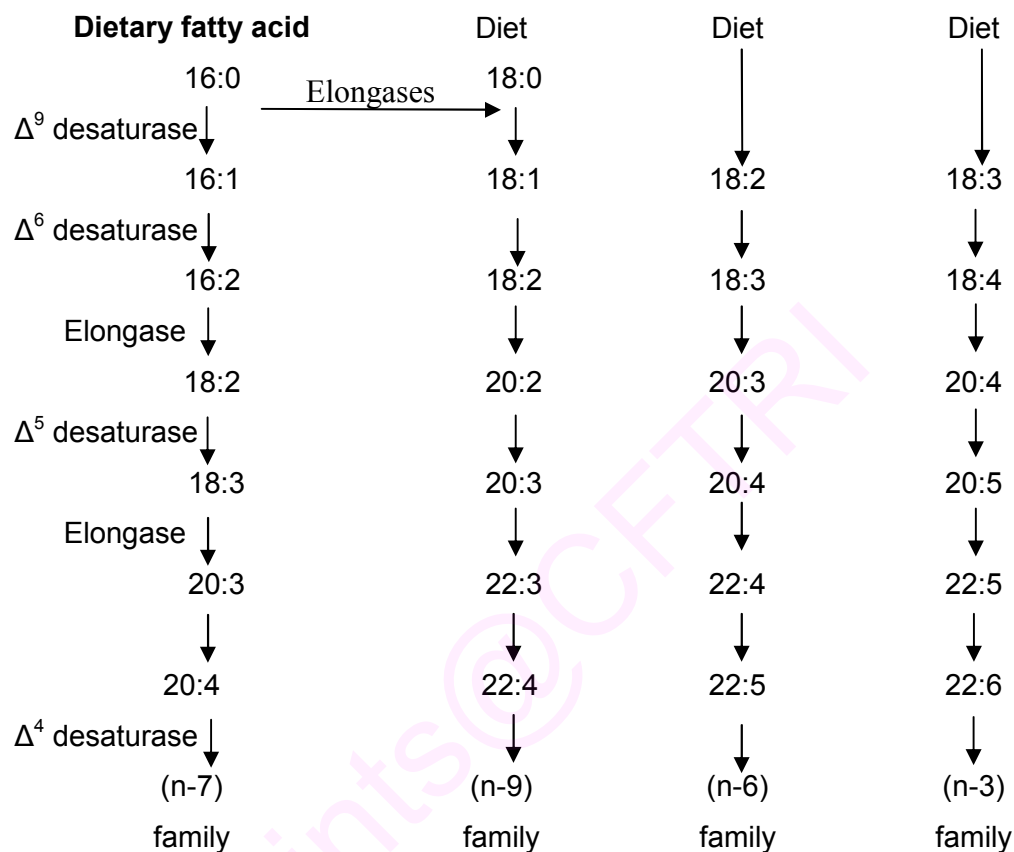 Dietary fatty acid Diet Diet Diet
16:0 18:0
Elongases
Δ⁹ desaturase
16:1 18:1 18:2 18:3
Δ⁶ desaturase
16:2 18:2 18:3 18:4
Elongase
18:2 20:2 20:3 20:4
Δ⁵ desaturase
18:3 20:3 20:4 20:5
Elongase
20:3 22:3 22:4 22:5
20:4 22:4 22:5 22:6
Δ⁴ desaturase
(n-7) (n-9) (n-6) (n-3)
family family family family
ints@CFTRI